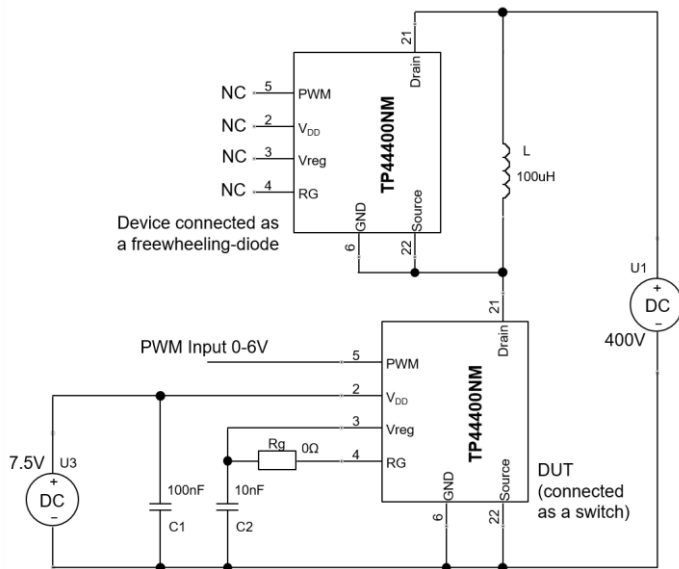 21
Drain
NC 5 PWM
NC 2 VDD
NC 3 Vreg
NC 4 RG
TP44400NM
GND
Source
6
22
Device connected as
a freewheeling-diode
L
100uH
U1
+
DC
−
400V
21
Drain
PWM Input 0-6V
5 PWM
2 VDD
3 Vreg
Rg 0Ω
4 RG
TP44400NM
GND
Source
6
22
DUT
(connected
as a switch)
7.5V U3
+
DC
−
100nF
C1
10nF
C2